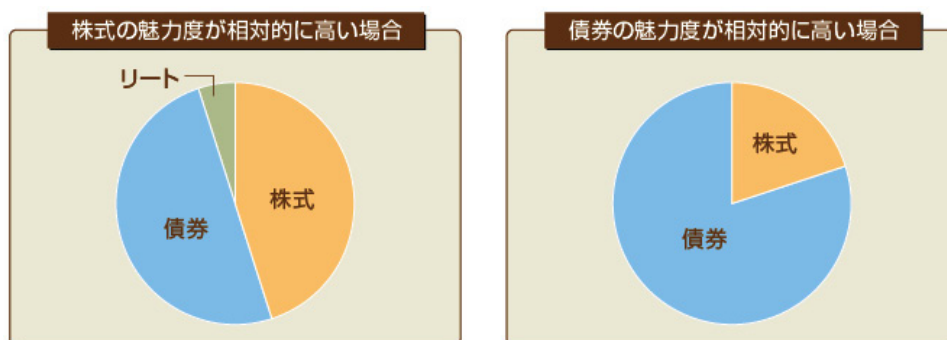 株式の魅力度が相対的に高い場合
リート
株式
債券
債券の魅力度が相対的に高い場合
株式
債券